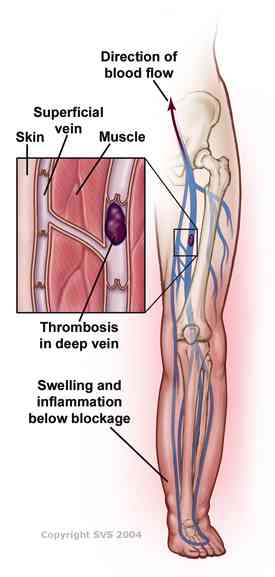 Direction of
blood flow
Superficial
vein
Skin
Muscle
Thrombosis
in deep vein
Swelling and
inflammation
below blockage
Copyright SVS 2004